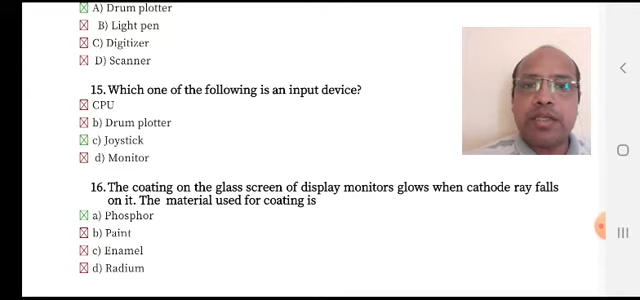 A) Drum plotter
B) Light pen
C) Digitizer
D) Scanner
15. Which one of the following is an input device?
CPU
b) Drum plotter
c) Joystick
d) Monitor
16. The coating on the glass screen of display monitors glows when cathode ray falls
on it. The material used for coating is
a) Phosphor
b) Paint
c) Enamel
d) Radium